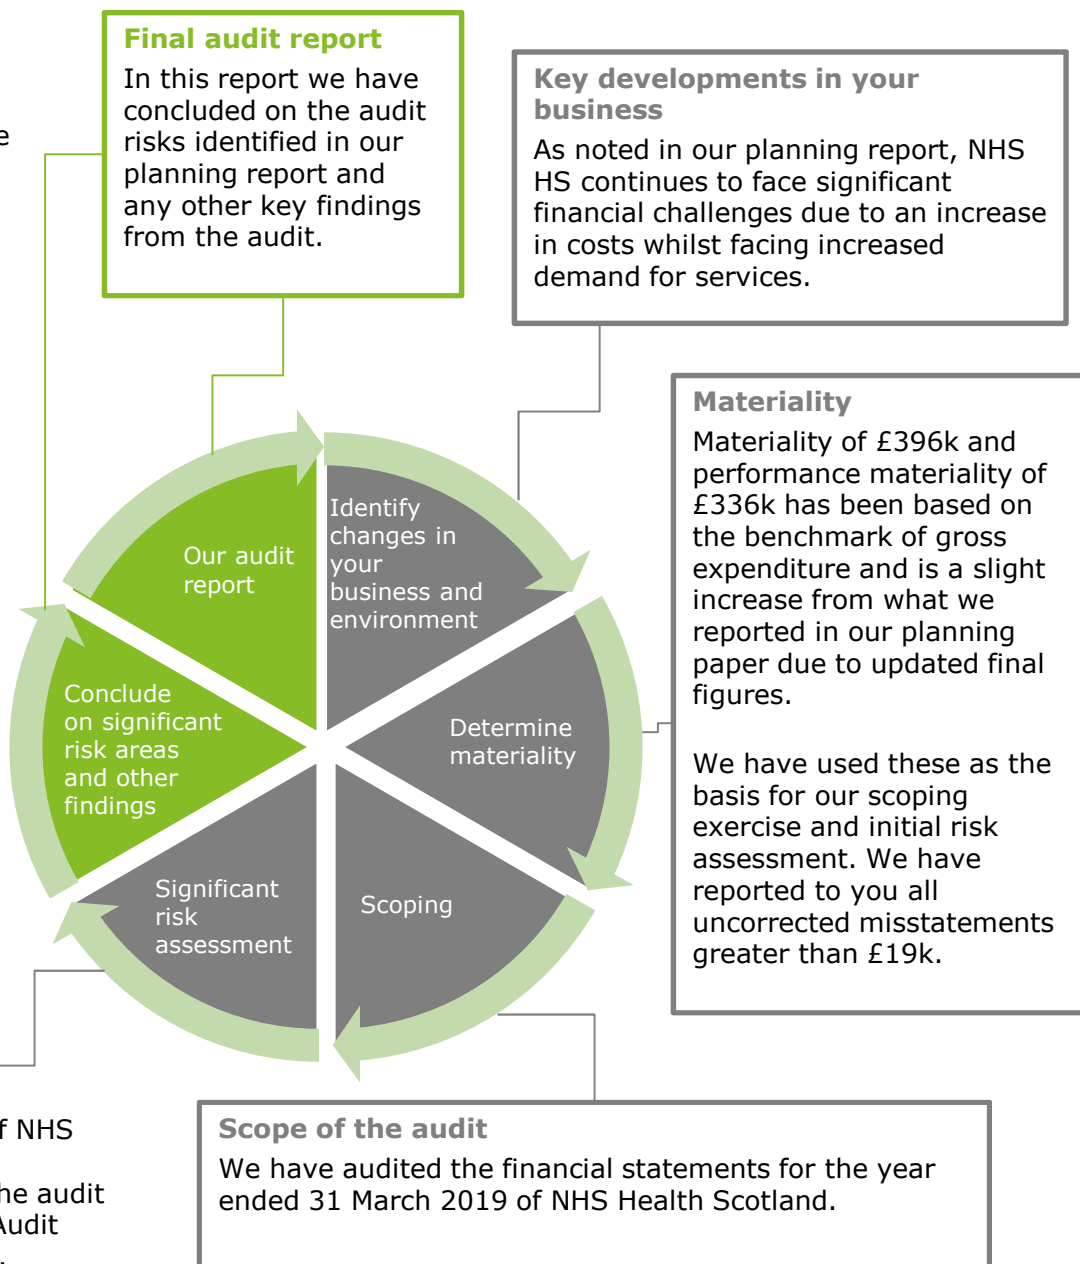 Final audit report
In this report we have
concluded on the audit
risks identified in our
planning report and
any other key findings
from the audit.
Key developments in your
business
As noted in our planning report, NHS
HS continues to face significant
financial challenges due to an increase
in costs whilst facing increased
demand for services.
Materiality
Materiality of £396k and
performance materiality of
£336k has been based on
the benchmark of gross
expenditure and is a slight
increase from what we
reported in our planning
paper due to updated final
figures.
We have used these as the
basis for our scoping
exercise and initial risk
assessment. We have
reported to you all
uncorrected misstatements
greater than £19k.
Identify
changes in
your
business and
environment
Determine
materiality
Scoping
Significant
risk
assessment
Conclude
on significant
risk areas
and other
findings
Our audit
report
NHS
he audit
Audit
Scope of the audit
We have audited the financial statements for the year
ended 31 March 2019 of NHS Health Scotland.